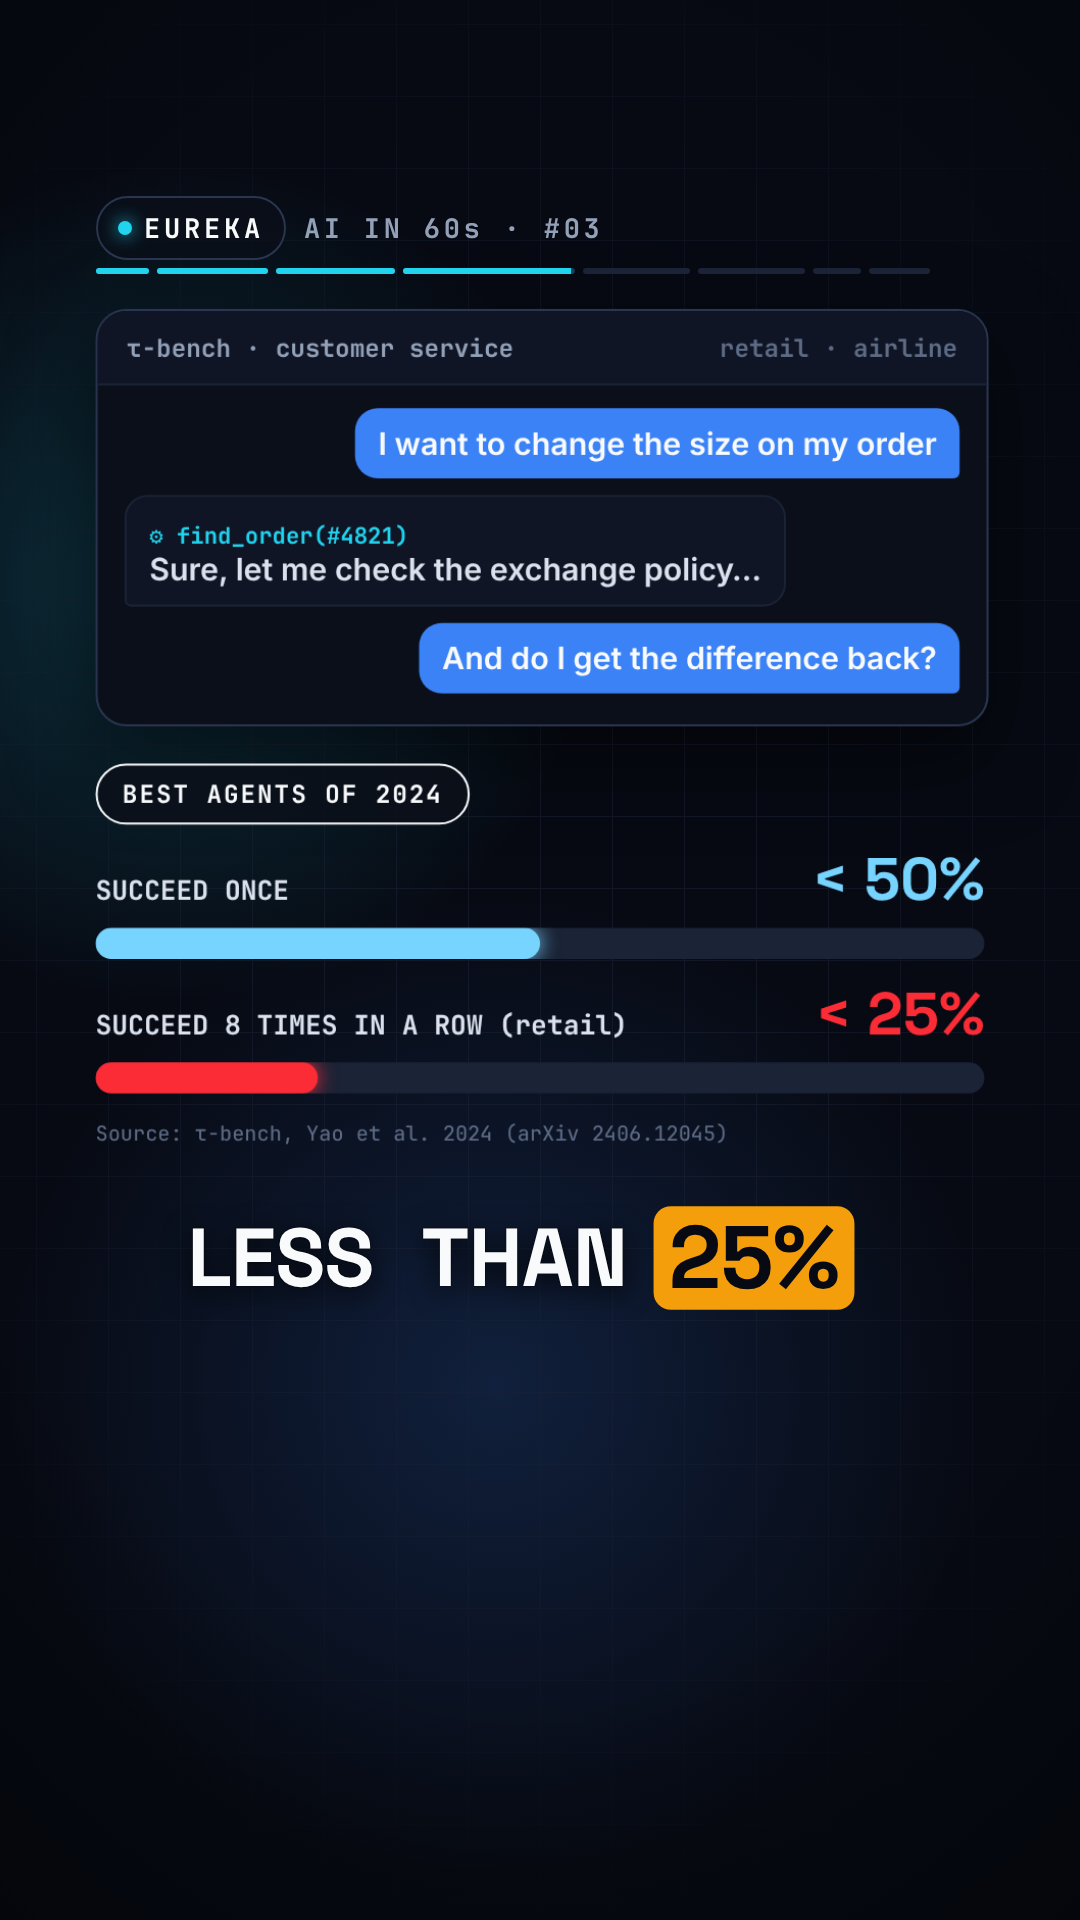 EUREKA AI IN 60s · #03
τ-bench · customer service retail · airline
I want to change the size on my order
⚙ find_order(#4821)
Sure, let me check the exchange policy...
And do I get the difference back?
BEST AGENTS OF 2024
SUCCEED ONCE < 50%
SUCCEED 8 TIMES IN A ROW (retail) < 25%
Source: τ-bench, Yao et al. 2024 (arXiv 2406.12045)
LESS THAN 25%